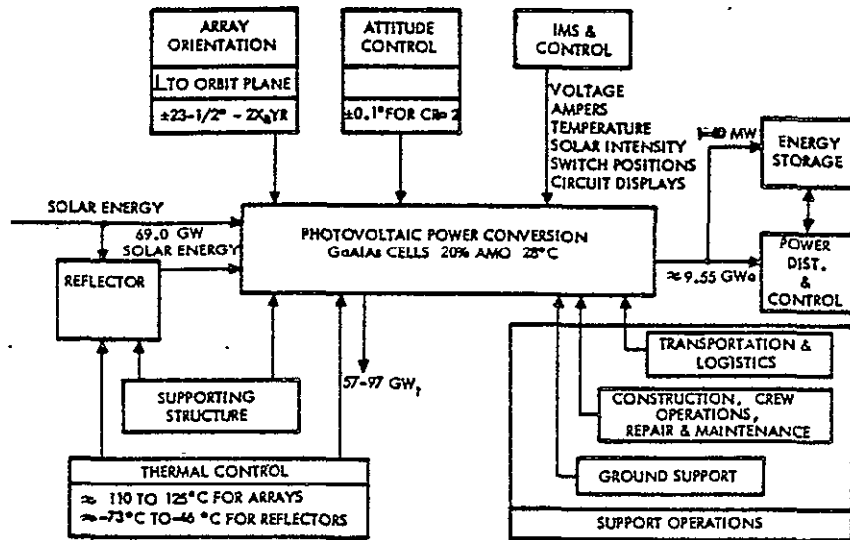 ARRAY
ORIENTATION
⊥ TO ORBIT PLANE
±23-1/2° - 2X,YR
ATTITUDE
CONTROL
±0.1° FOR CR= 2
IMS &
CONTROL
VOLTAGE
AMPERS
TEMPERATURE
SOLAR INTENSITY
SWITCH POSITIONS
CIRCUIT DISPLAYS
MW
ENERGY
STORAGE
SOLAR ENERGY
69.0 GW
SOLAR ENERGY
REFLECTOR
PHOTOVOLTAIC POWER CONVERSION
GaAlAs CELLS 20% AMO 28°C
≈ 9.55 GWe
POWER
DIST.
&
CONTROL
SUPPORTING
STRUCTURE
57-97 GW
THERMAL CONTROL
≈ 110 TO 125°C FOR ARRAYS
≈ -73°C TO -46 °C FOR REFLECTORS
TRANSPORTATION &
LOGISTICS
CONSTRUCTION, CREW
OPERATIONS,
REPAIR & MAINTENANCE
GROUND SUPPORT
SUPPORT OPERATIONS